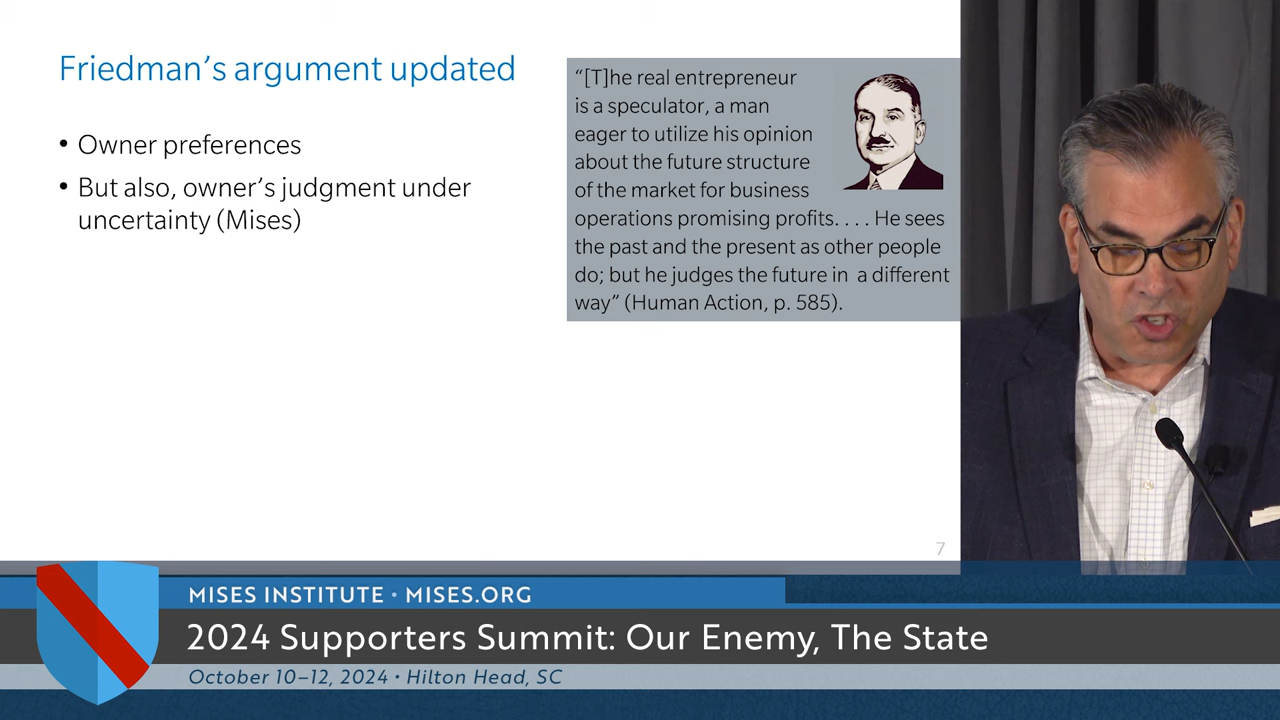 Friedman’s argument updated
• Owner preferences
• But also, owner’s judgment under
uncertainty (Mises)
“[T]he real entrepreneur
is a speculator, a man
eager to utilize his opinion
about the future structure
of the market for business
operations promising profits. . . . He sees
the past and the present as other people
do; but he judges the future in a different
way” (Human Action, p. 585).
7
MISES INSTITUTE • MISES.ORG
2024 Supporters Summit: Our Enemy, The State
October 10–12, 2024 • Hilton Head, SC